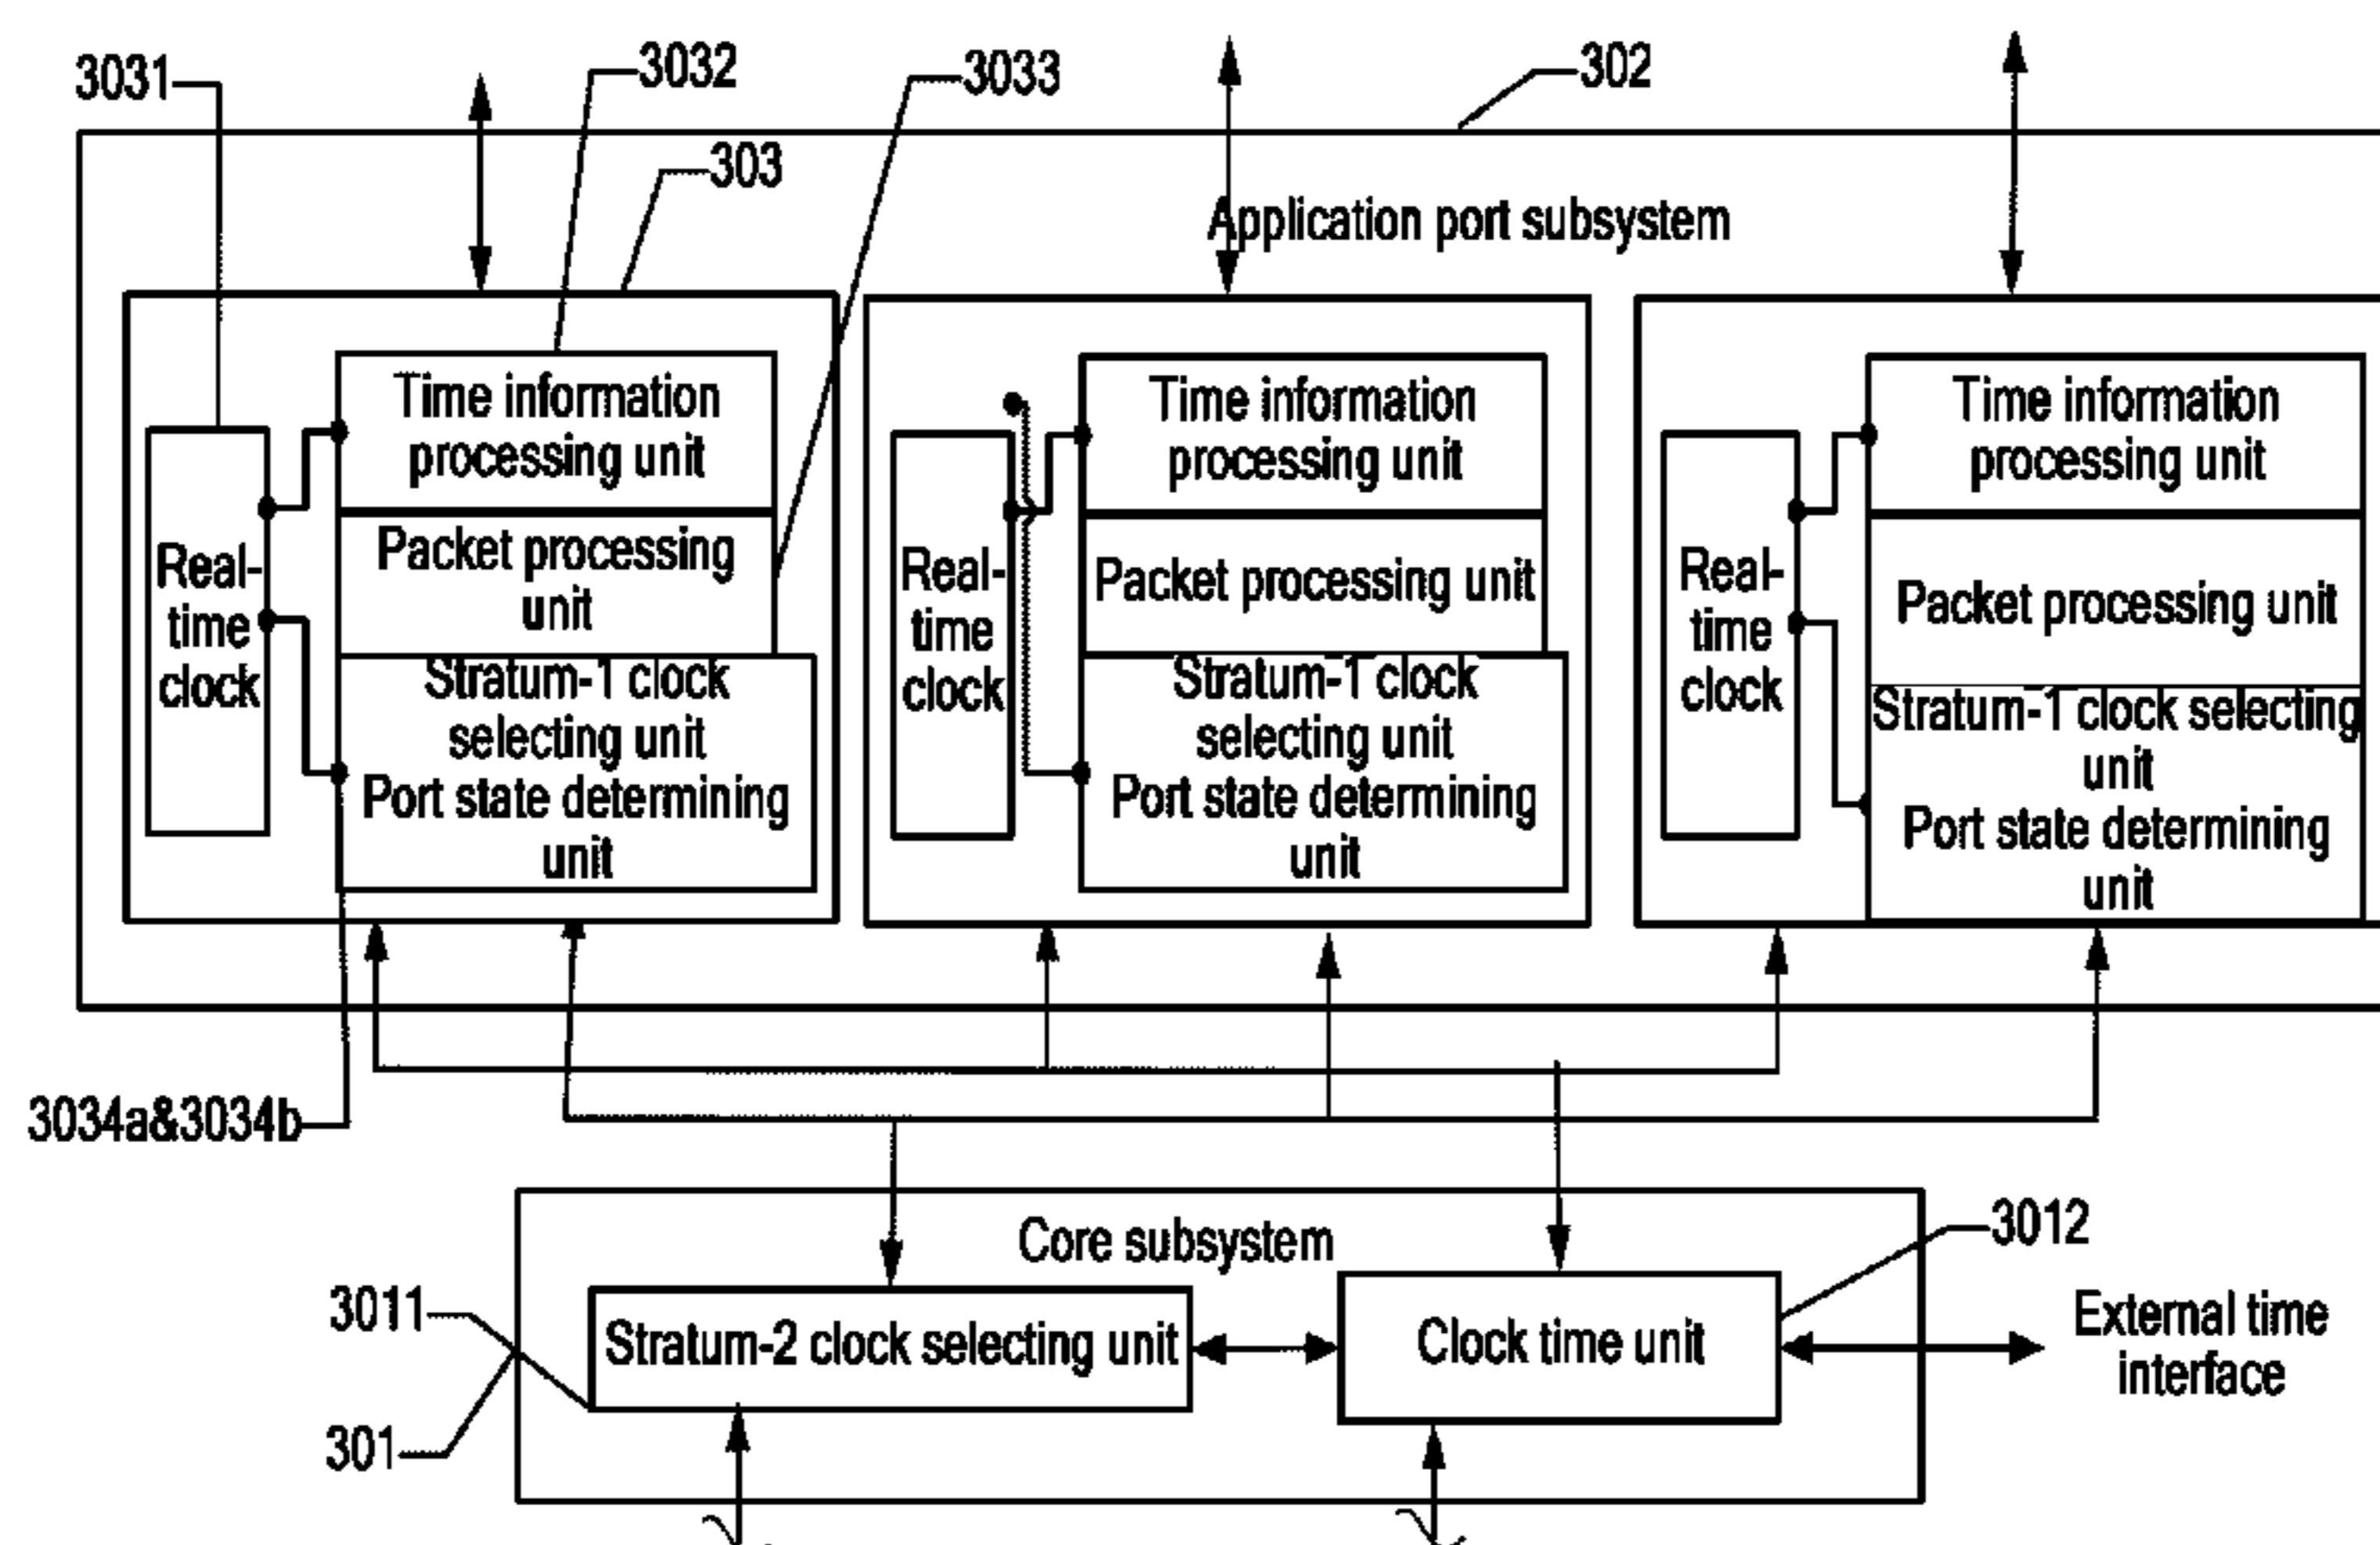 3031
3032
3033
302
303
Application port subsystem
Real-
time
clock
Time information
processing unit
Packet processing
unit
Stratum-1 clock
selecting unit
Port state determining
unit
Real-
time
clock
Time information
processing unit
Packet processing unit
Stratum-1 clock
selecting unit
Port state determining
unit
Real-
time
clock
Time information
processing unit
Packet processing unit
Stratum-1 clock selecting
unit
Port state determining
unit
3034a&3034b
Core subsystem
3012
3011
Stratum-2 clock selecting unit
Clock time unit
External time
interface
301